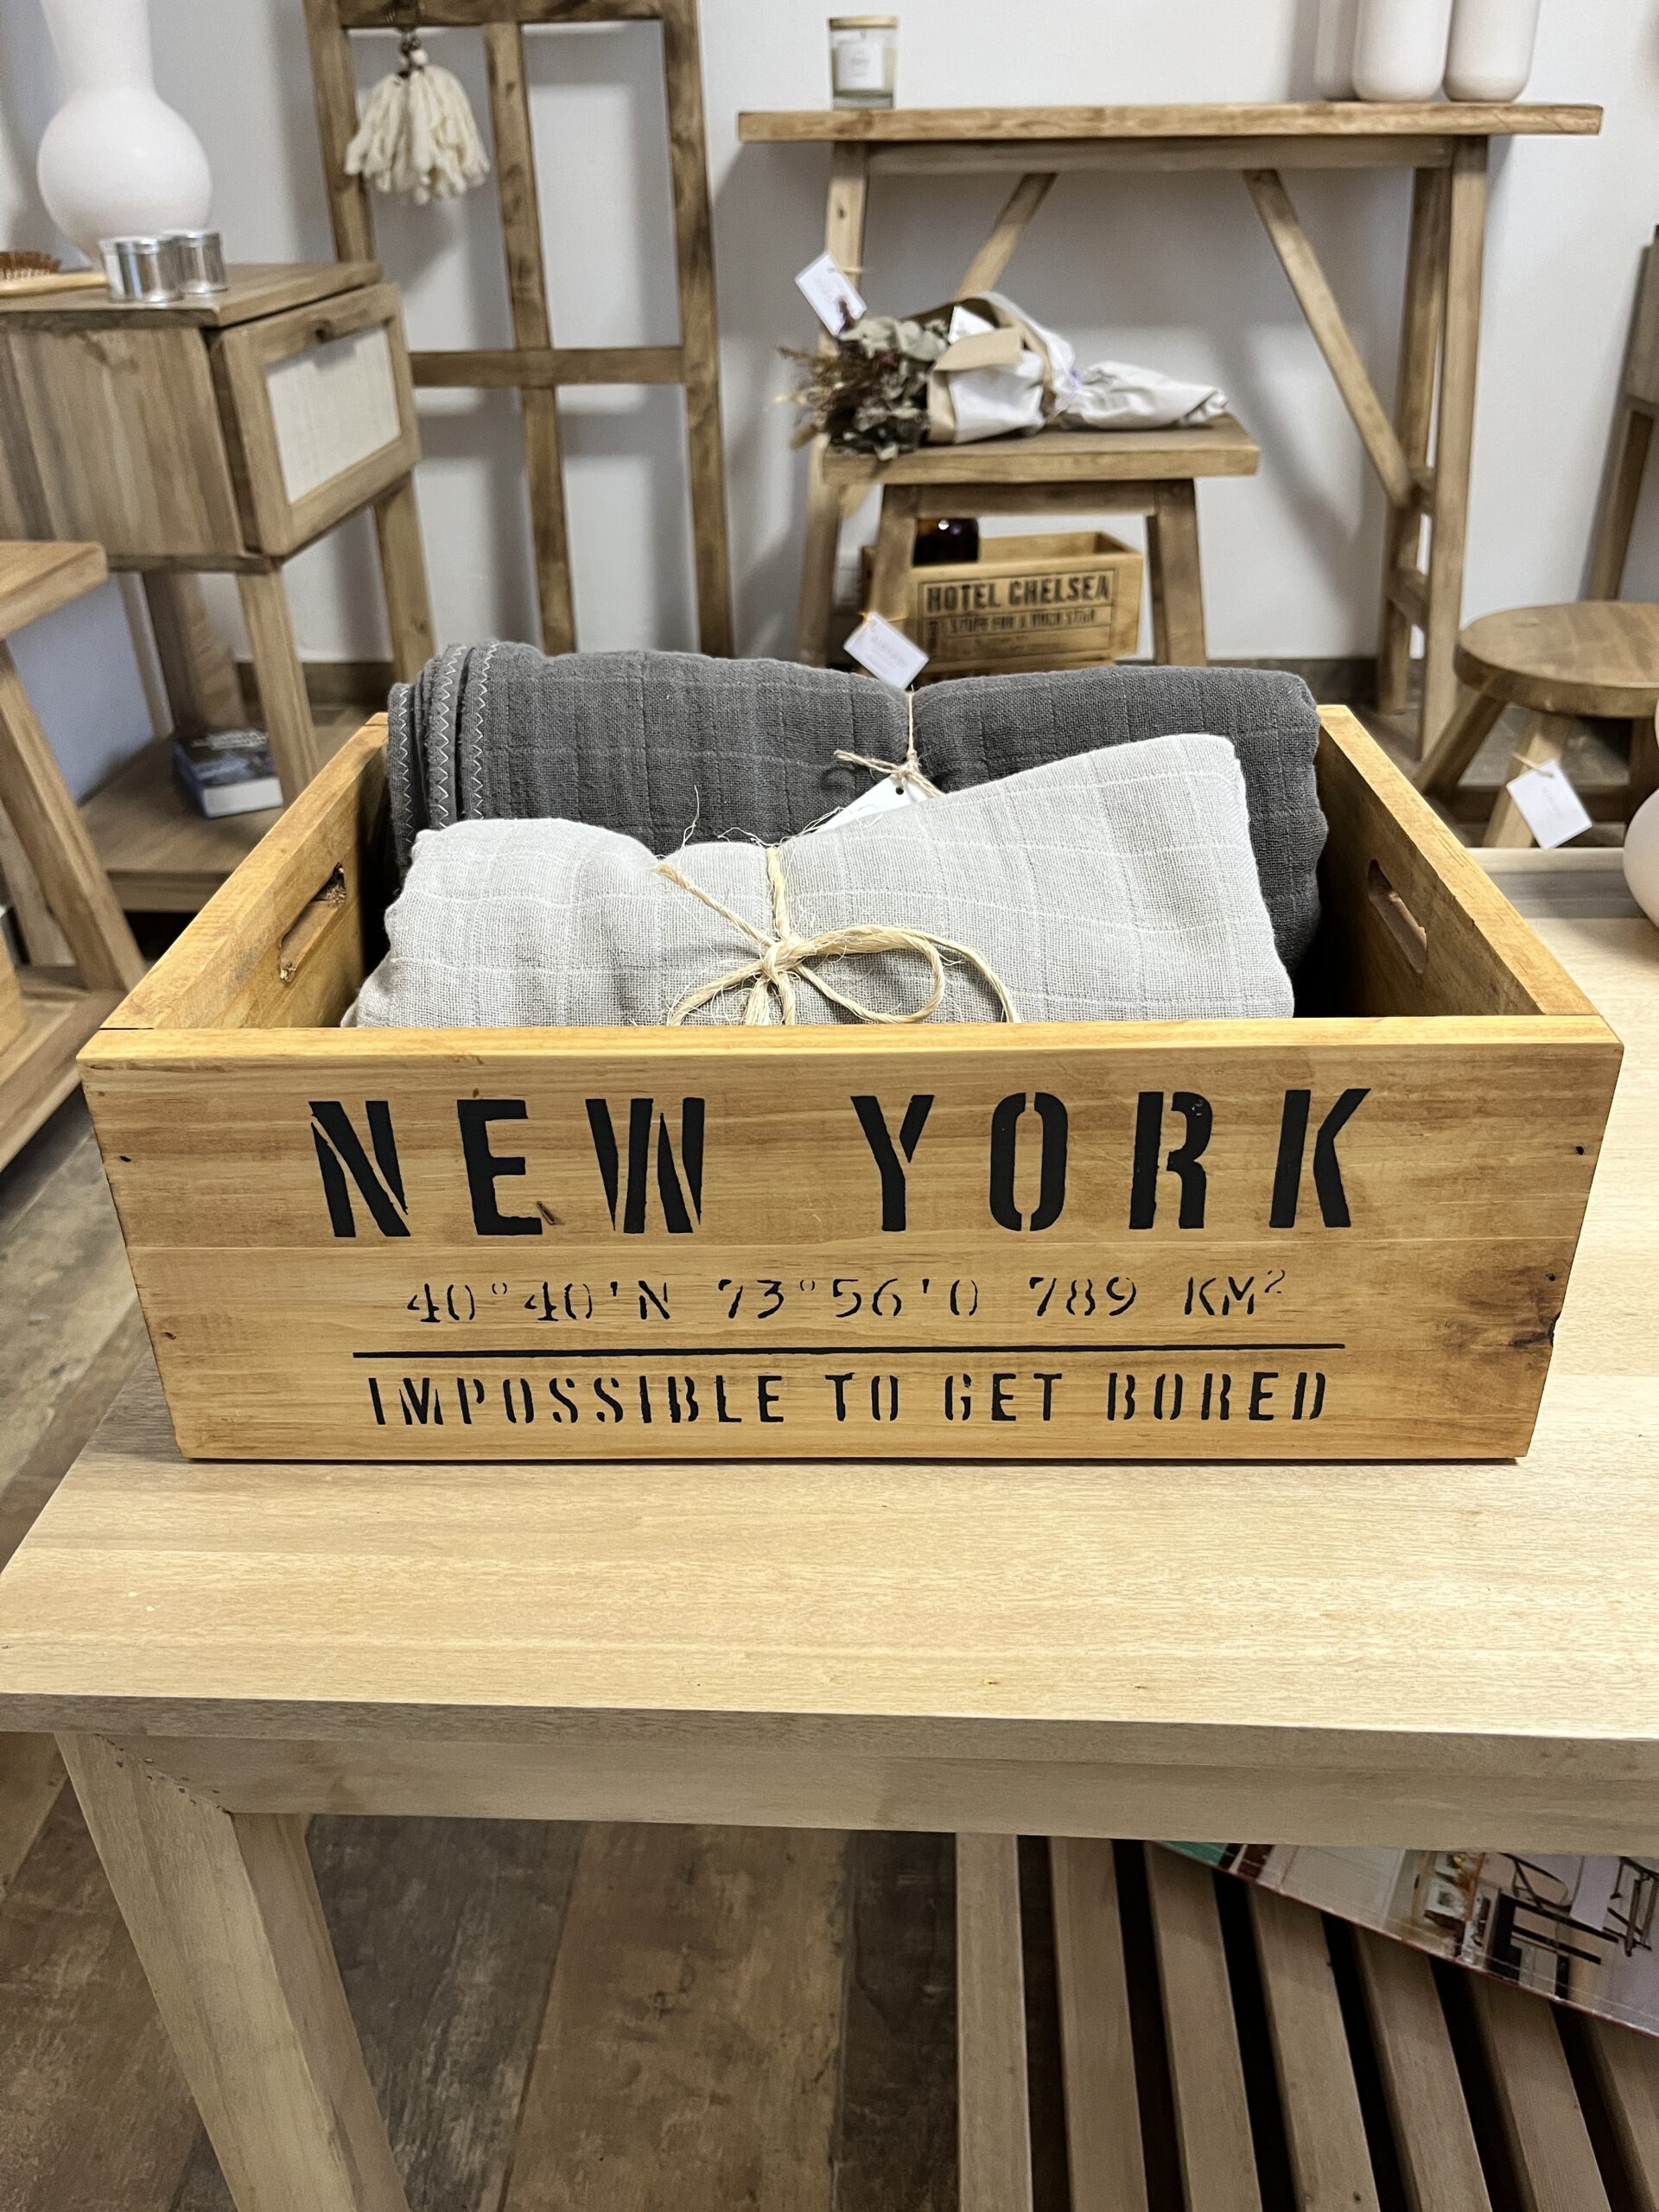 HOTEL CHELSEA
NEW YORK
40°40'N 73°56'O 789 KM²
IMPOSSIBLE TO GET BORED